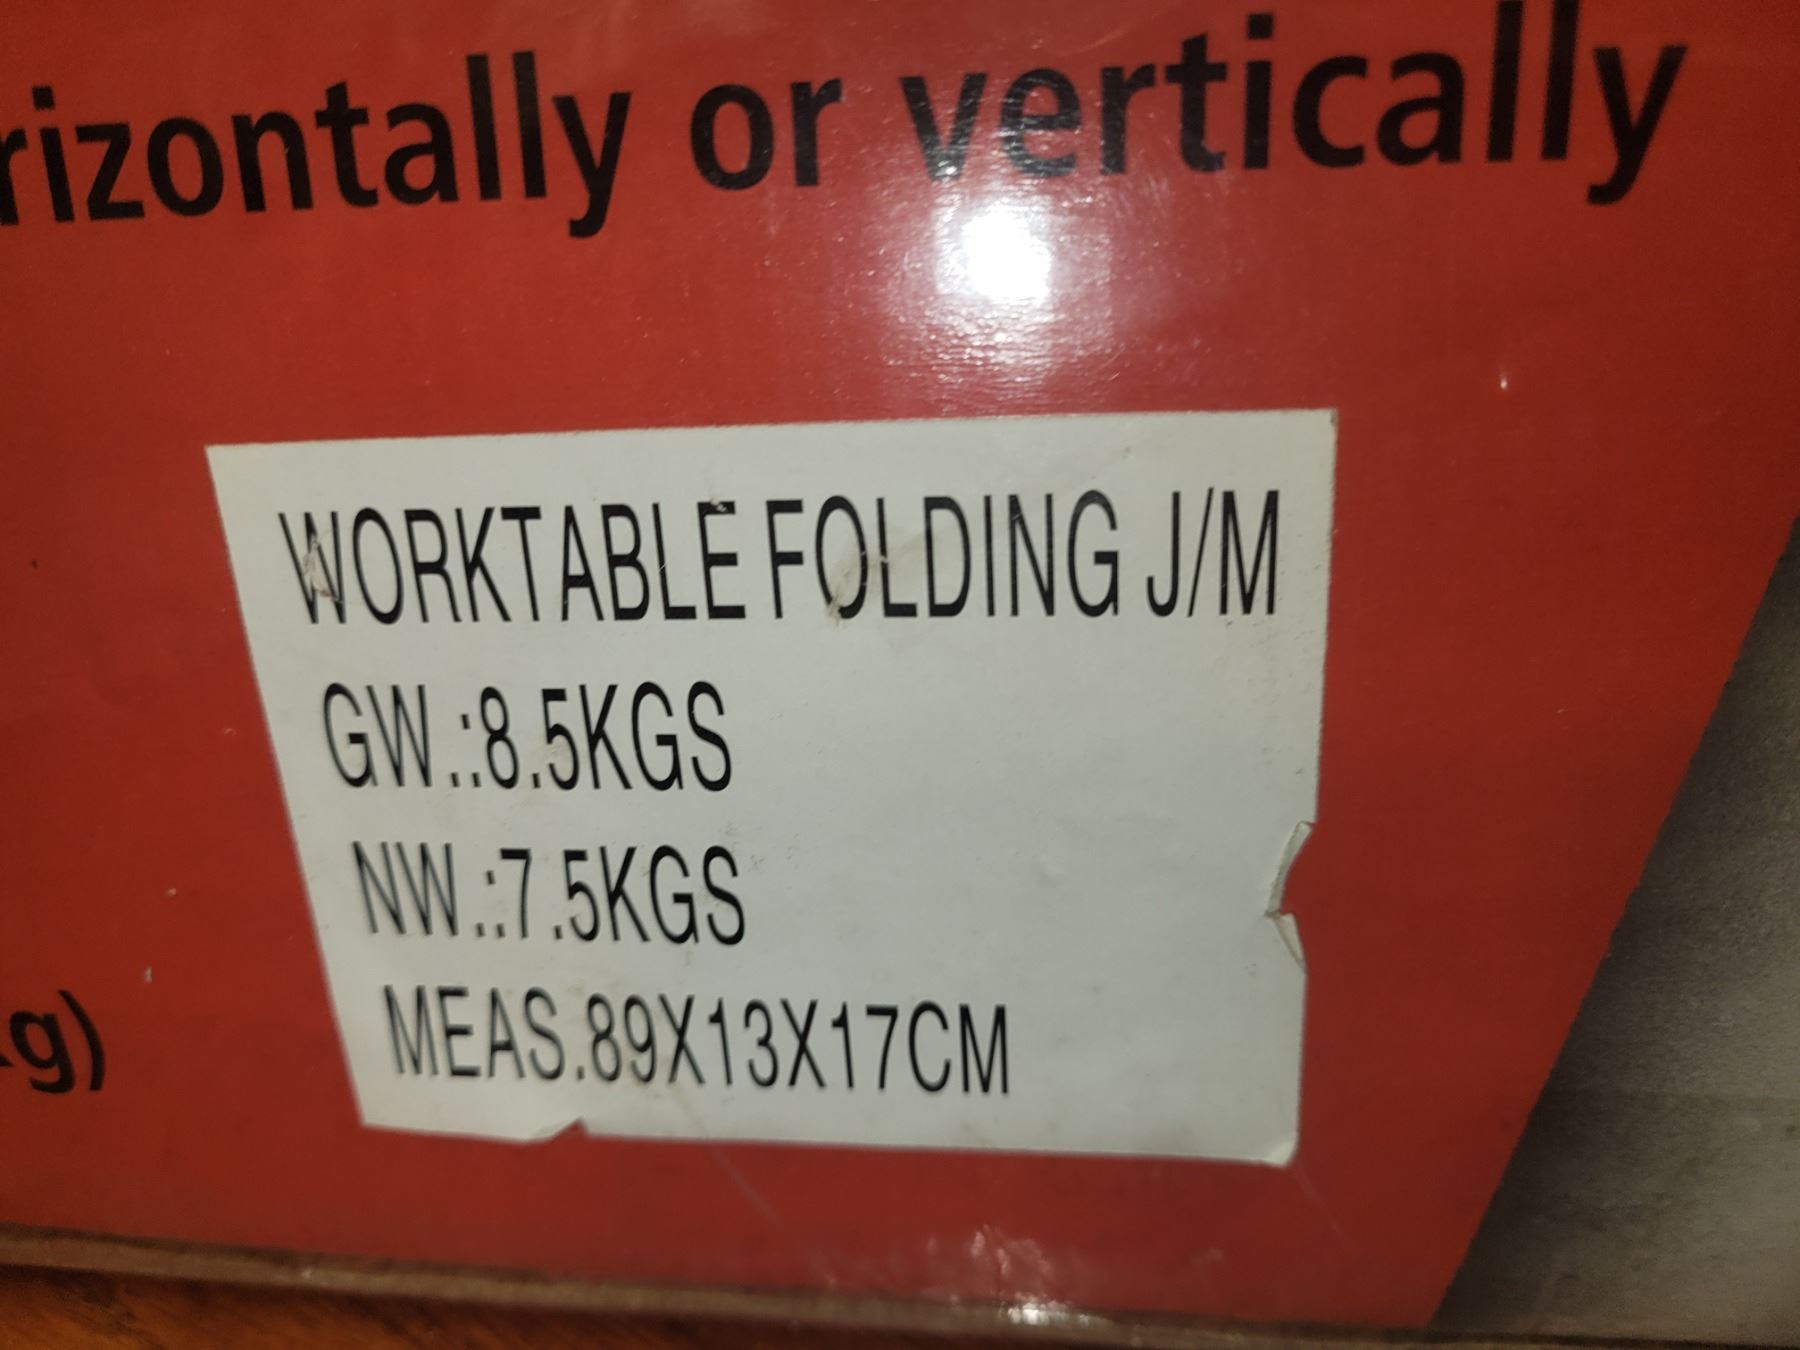 rizontally or vertically
WORKTABLE FOLDING J/M
GW.:8.5KGS
NW.:7.5KGS
MEAS.89X13X17CM
g)